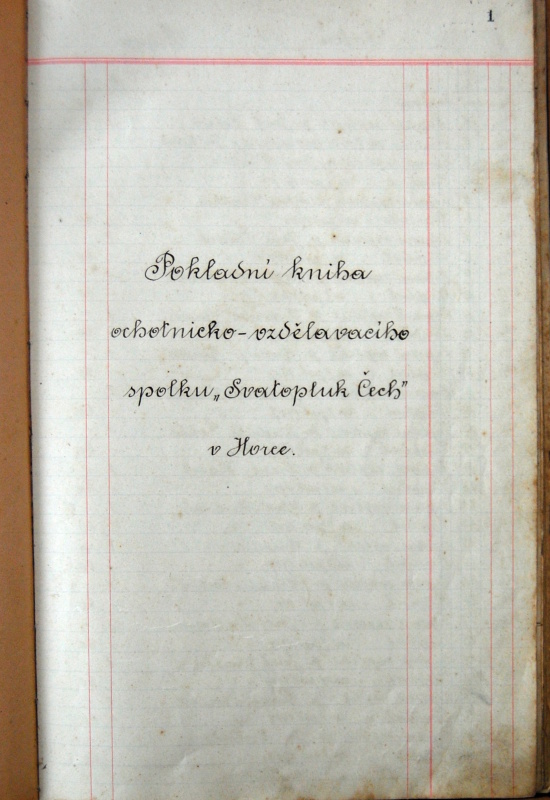 1
Pokladní kniha
ochotnicko-vzdělavacího
spolku „Svatopluk Čech"
v Horce.